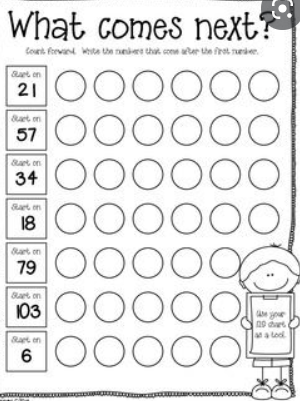 What comes next?
Count forward. Write the numbers that come after the first number.
Start on
21
Start on
57
Start on
34
Start on
18
Start on
79
Start on
103
Start on
6
Use your
120 chart
as a tool.